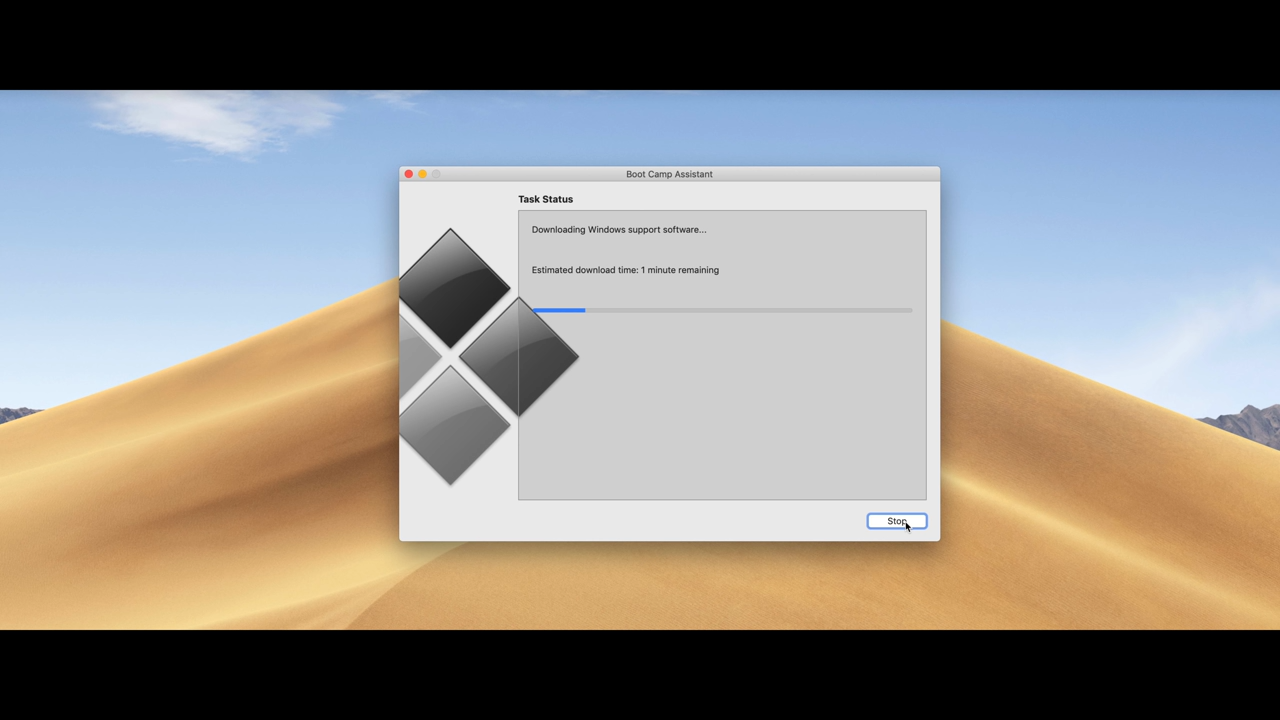 Boot Camp Assistant
Task Status
Downloading Windows support software...
Estimated download time: 1 minute remaining
Stop